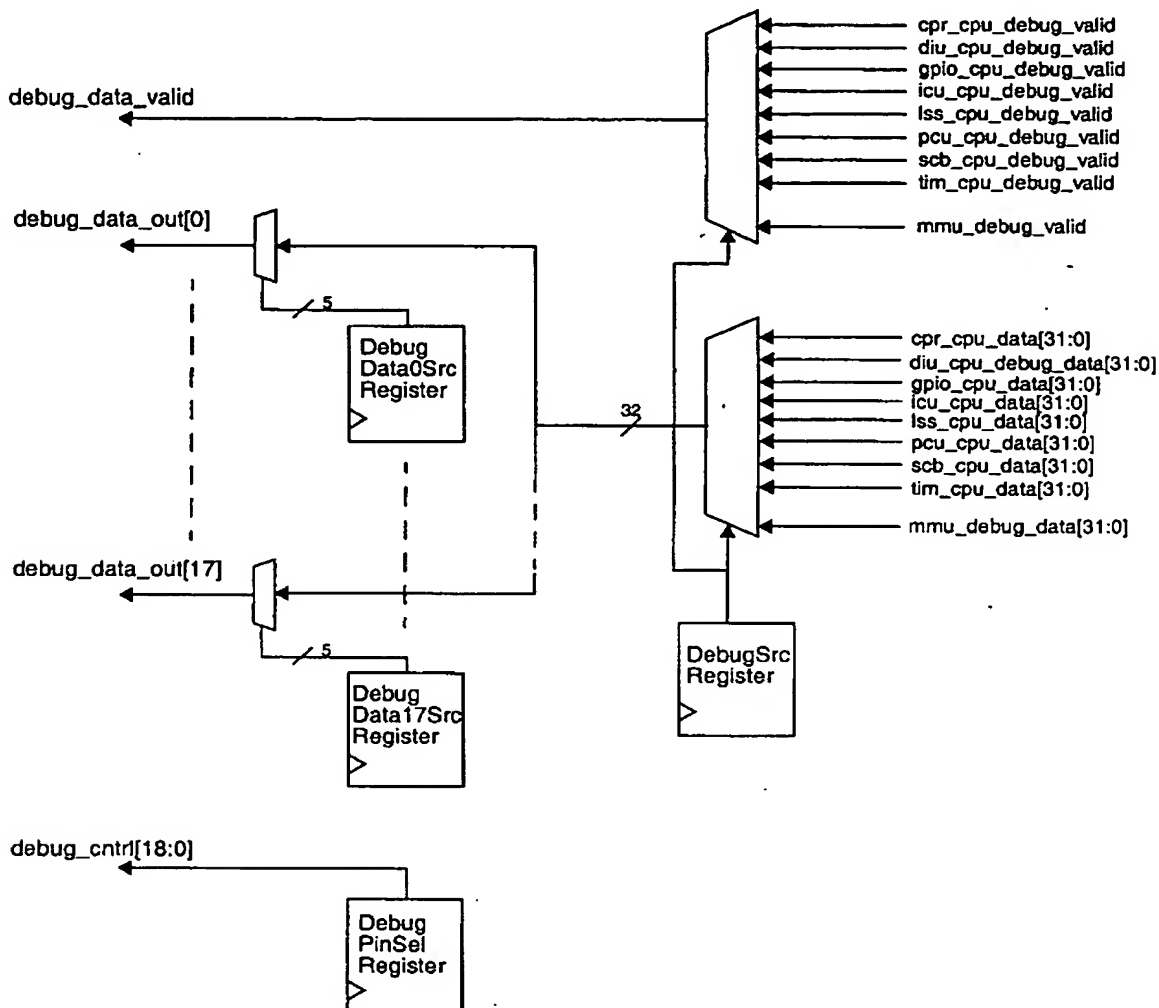 cpr_cpu_debug_valid
diu_cpu_debug_valid
gpio_cpu_debug_valid
icu_cpu_debug_valid
lss_cpu_debug_valid
pcu_cpu_debug_valid
scb_cpu_debug_valid
tim_cpu_debug_valid
mmu_debug_valid
debug_data_valid
debug_data_out[0]
5
Debug
Data0Src
Register
cpr_cpu_data[31:0]
diu_cpu_debug_data[31:0]
gpio_cpu_data[31:0]
icu_cpu_data[31:0]
lss_cpu_data[31:0]
pcu_cpu_data[31:0]
scb_cpu_data[31:0]
tim_cpu_data[31:0]
mmu_debug_data[31:0]
32
debug_data_out[17]
5
Debug
Data17Src
Register
DebugSrc
Register
debug_cntrl[18:0]
Debug
PinSel
Register